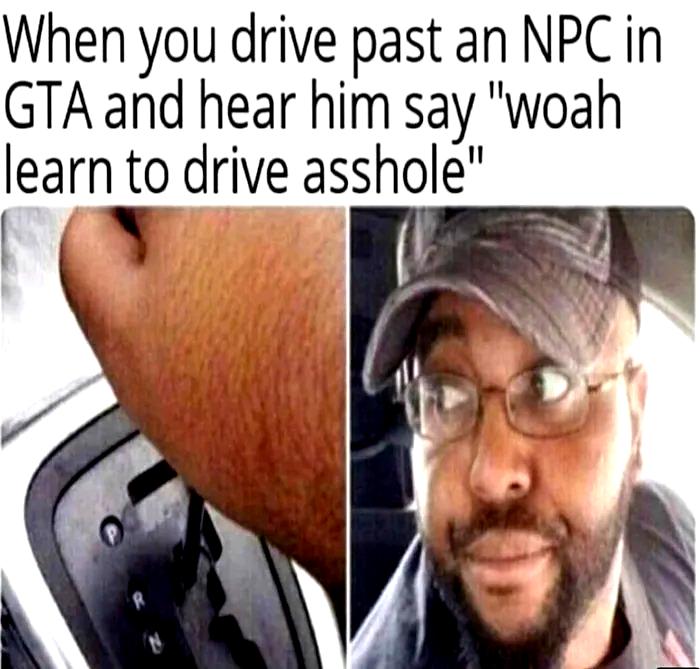 When you drive past an NPC in
GTA and hear him say "woah
learn to drive asshole"
P
R
N